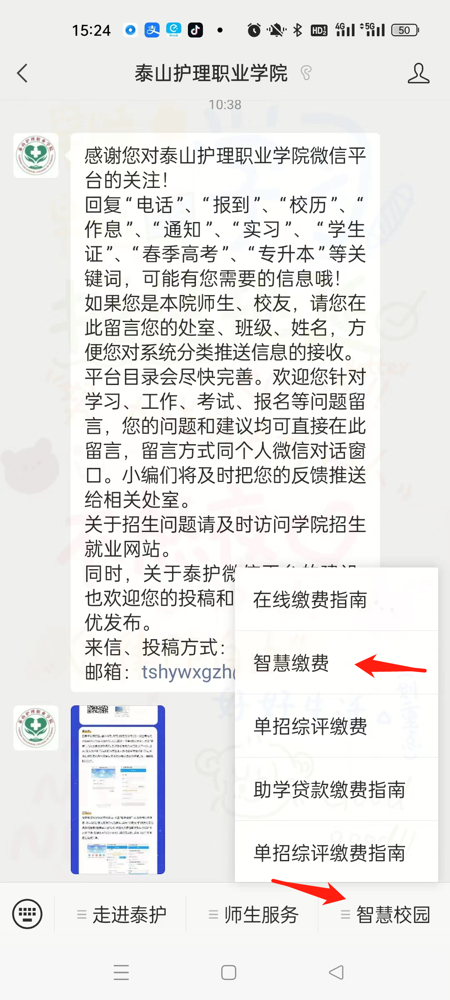 15:24
HD 1 2
4G
5G
50
泰山护理职业学院
10:38
感谢您对泰山护理职业学院微信平
台的关注！
回复“电话”、“报到”、“校历”、“
作息”、“通知”、“实习”、“学生
证”、“春季高考”、“专升本”等关
键词，可能有您需要的信息哦！
如果您是本院师生、校友，请您在
此留言您的处室、班级、姓名，方
便您对系统分类推送信息的接收。
平台目录会尽快完善。欢迎您针对
学习、工作、考试、报名等问题留
言，您的问题和建议均可直接在此
留言，留言方式同个人微信对话窗
口。小编们将及时把您的反馈推送
给相关处室。
关于招生问题请及时访问学院招生
就业网站。
同时，关于泰护微信平台的建设
也欢迎您的投稿和
优发布。
来信、投稿方式：
邮箱：tshywxgzh@
在线缴费指南
智慧缴费
单招综评缴费
助学贷款缴费指南
单招综评缴费指南
走进泰护
师生服务
智慧校园